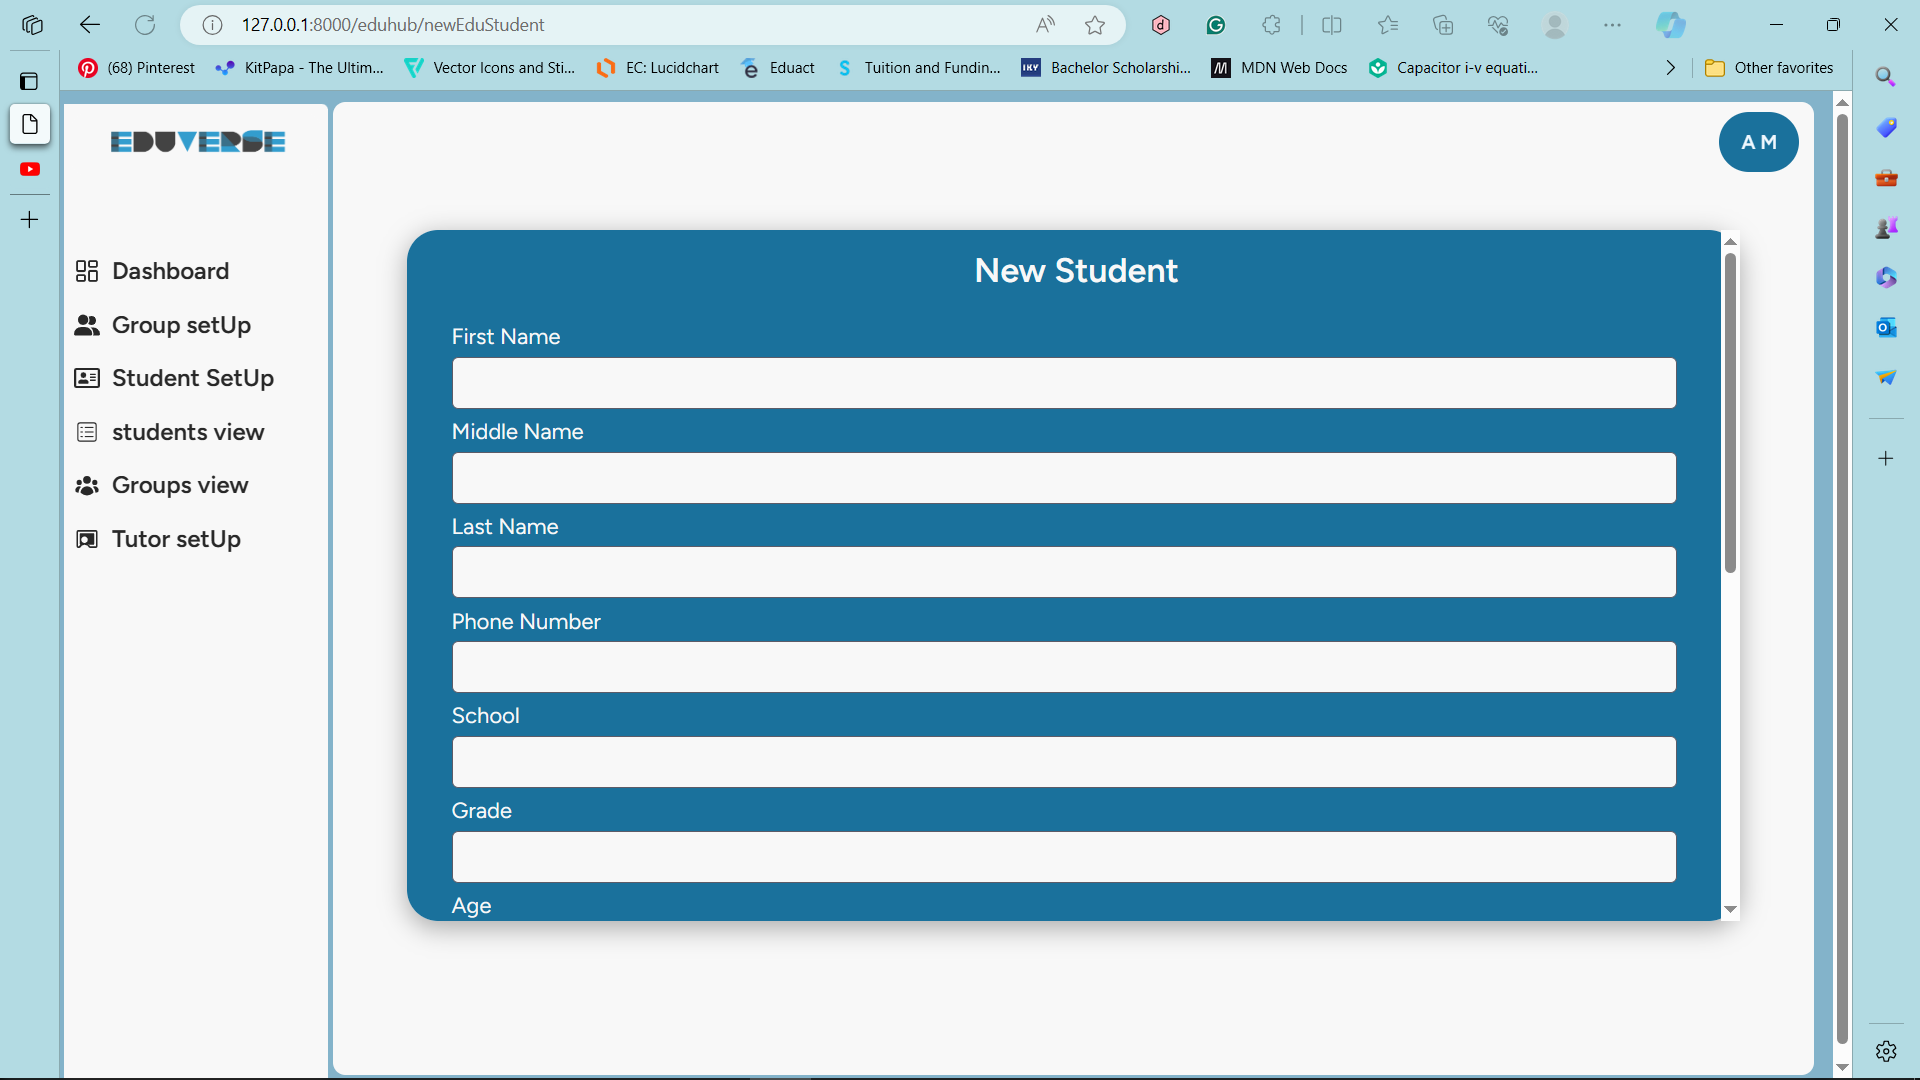 127.0.0.1:8000/eduhub/newEduStudent
(68) Pinterest
KitPapa - The Ultim...
Vector Icons and Sti...
EC: Lucidchart
Eduact
Tuition and Fundin...
IKY
Bachelor Scholarshi...
MDN Web Docs
Capacitor i-v equati...
Other favorites
EDUVERSE
A M
Dashboard
Group setUp
Student SetUp
students view
Groups view
Tutor setUp
New Student
First Name
Middle Name
Last Name
Phone Number
School
Grade
Age